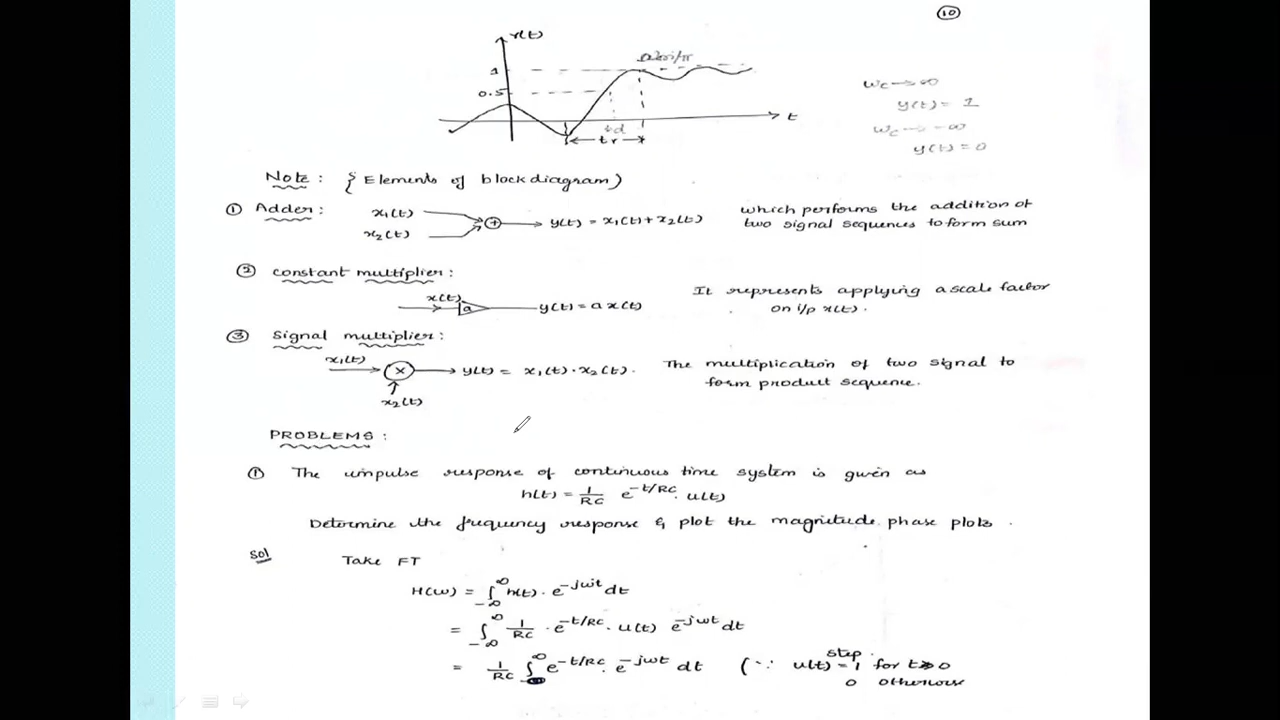 10
r(t)
1
0.5
t
td
tr
ωc → ∞
y(t) = 1
ωc → -∞
y(t) = 0
Note : { Elements of block diagram)
① Adder :
x1(t)
x2(t)
+
y(t) = x1(t) + x2(t)
which performs the addition of
two signal sequences to form sum
② constant multiplier :
x(t)
a
y(t) = a x(t)
It represents applying a scale factor
on i/p x(t).
③ Signal multiplier :
x1(t)
×
y(t) = x1(t) · x2(t).
x2(t)
The multiplication of two signal to
form product sequence.
PROBLEMS :
① The impulse response of continuous time system is given as
h(t) = 1/RC e^-t/RC . u(t)
Determine the frequency response & plot the magnitude, phase plots .
Sol Take FT
H(ω) = ∫_-∞^∞ h(t) . e^-jωt dt
= ∫_-∞^∞ 1/RC . e^-t/RC . u(t) e^-jωt dt
= 1/RC ∫^∞ e^-t/RC . e^-jωt dt (∵ u(t) = 1 for t ≥ 0
step
0 otherwise